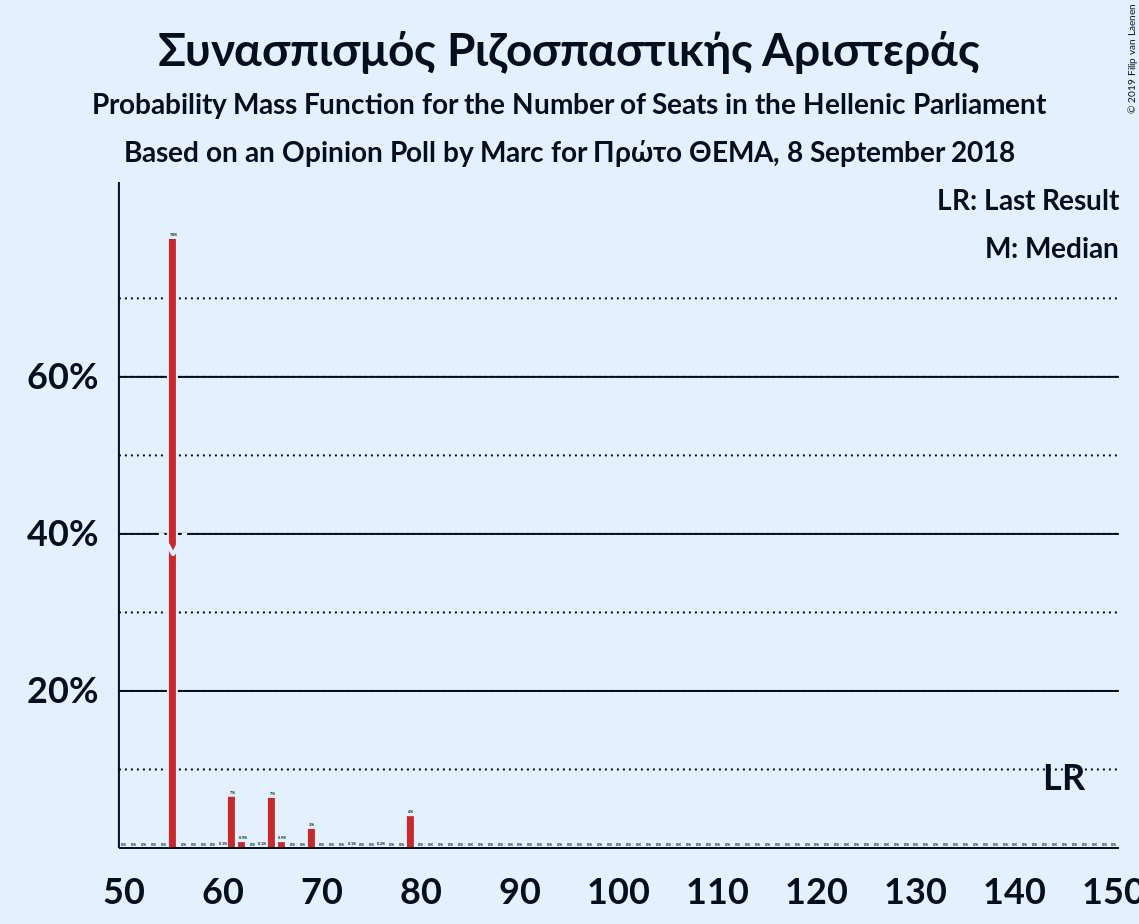 Συνασπισμός Ριζοσπαστικής Αριστεράς
Probability Mass Function for the Number of Seats in the Hellenic Parliament
Based on an Opinion Poll by Marc for Πρώτο ΘΕΜΑ, 8 September 2018
© 2019 Filip van Laenen
LR: Last Result
M: Median
60%
40%
20%
LR
50 60 70 80 90 100 110 120 130 140 150